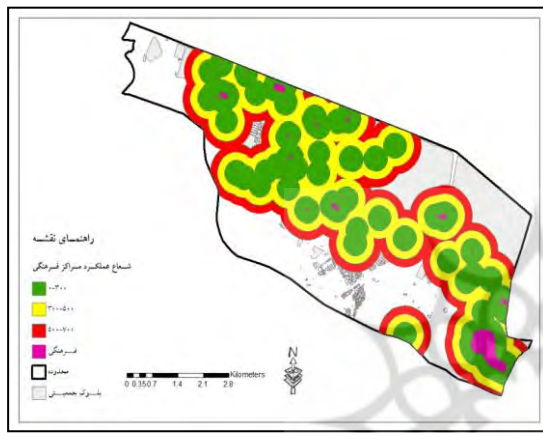 راهنمای نقشه
شعاع عملکرد مراکز فرهنگی
۰-۳۰۰
۳۰۰-۵۰۰
۵۰۰-۷۰۰
فرهنگی
محدوده
بلوک جمعیتی
N
Kilometers
0 0.35 0.7 1.4 2.1 2.8